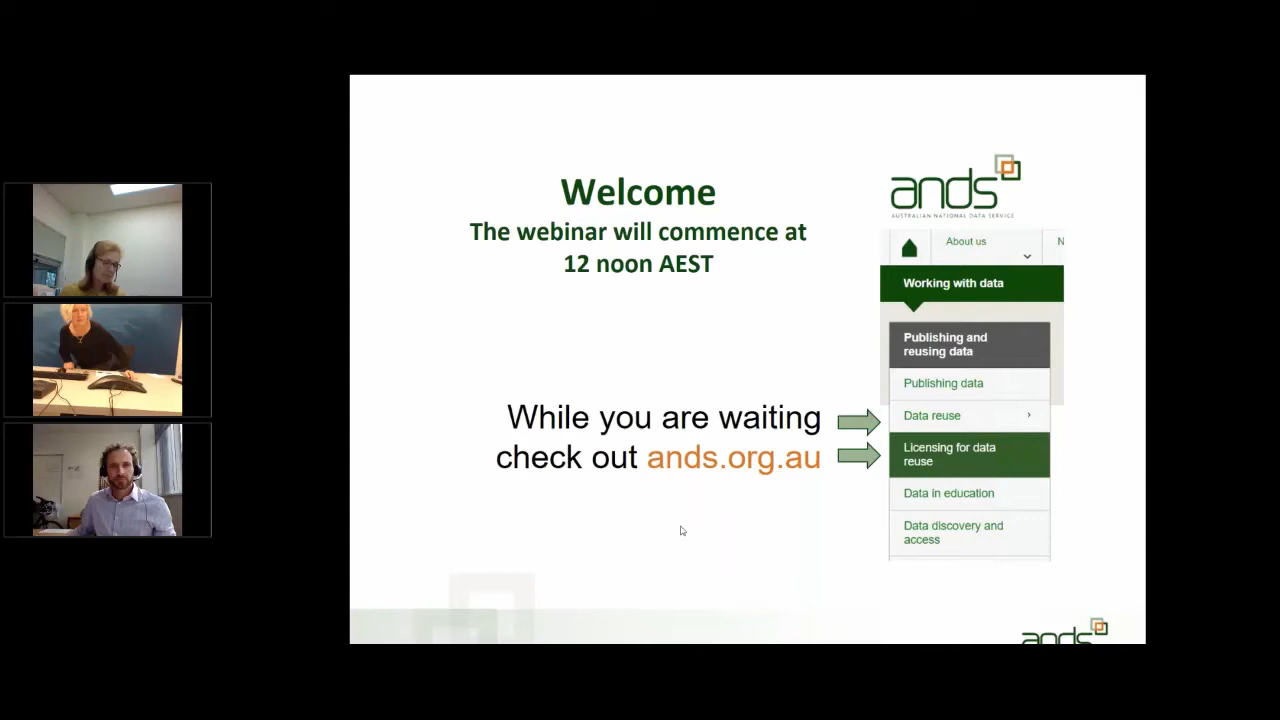 Welcome
The webinar will commence at
12 noon AEST
While you are waiting
check out ands.org.au
ands
AUSTRALIAN NATIONAL DATA SERVICE
About us
N
Working with data
Publishing and
reusing data
Publishing data
Data reuse
Licensing for data
reuse
Data in education
Data discovery and
access
ands